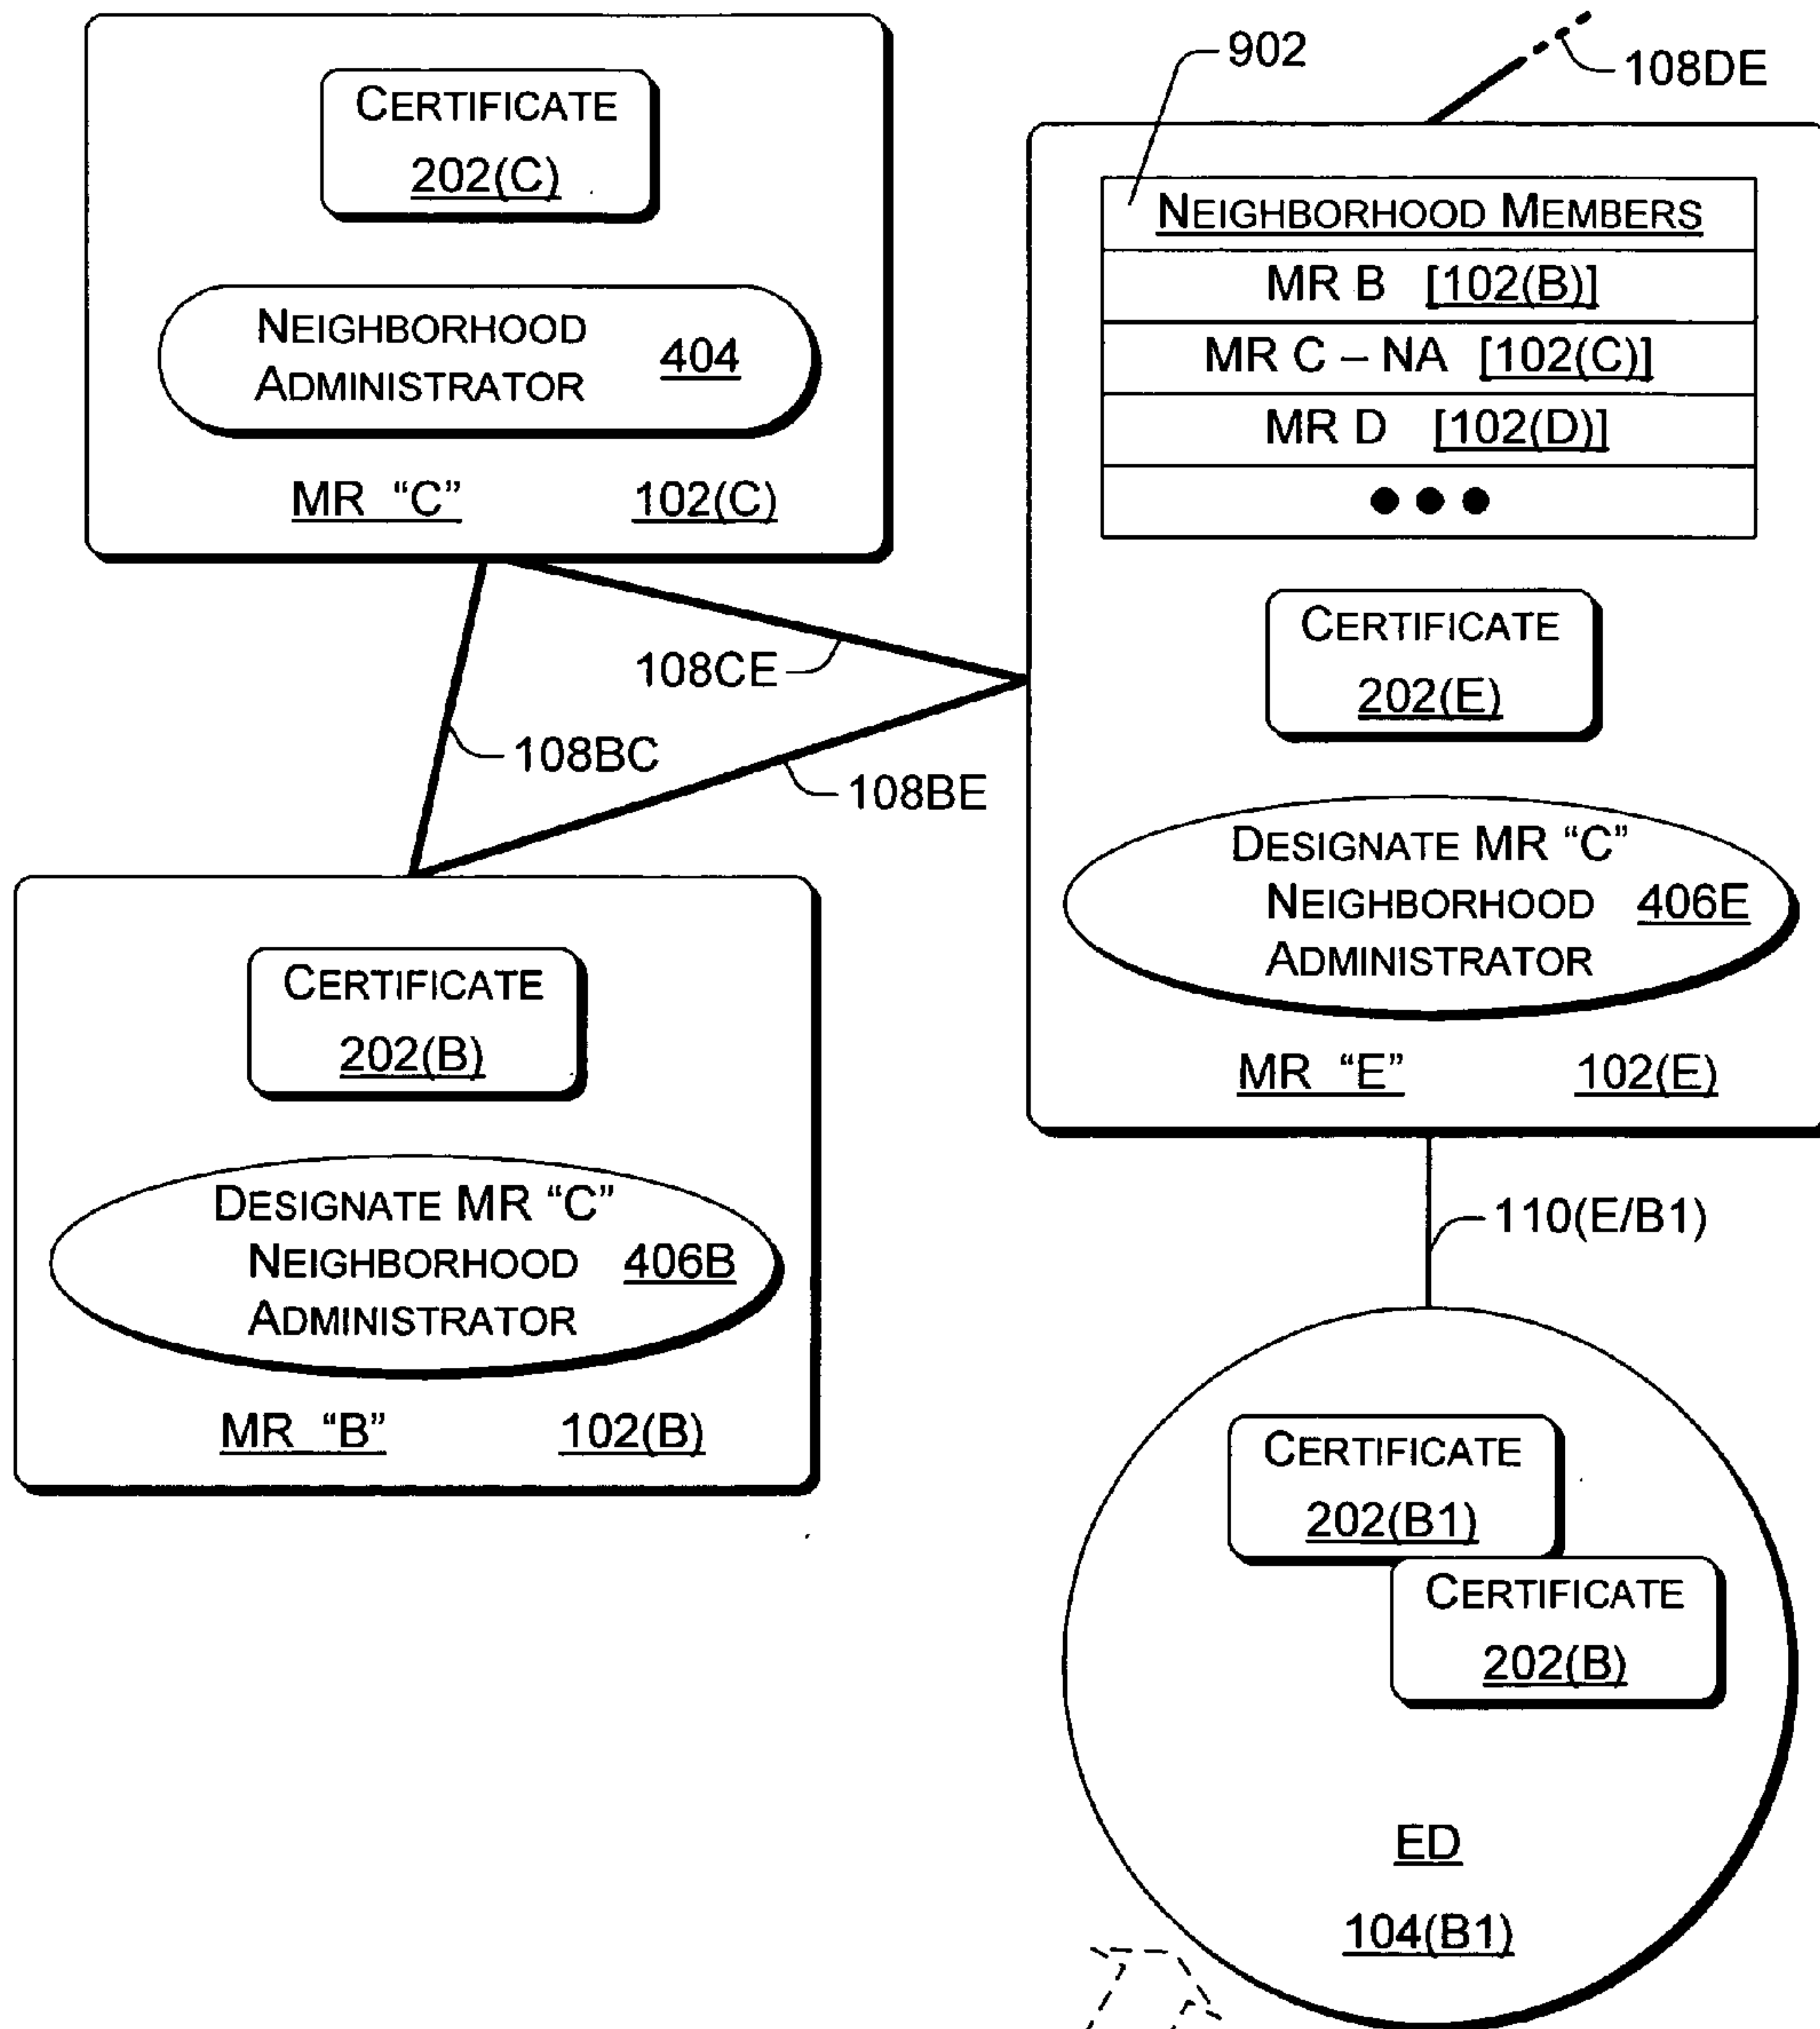 CERTIFICATE
202(C)
NEIGHBORHOOD
ADMINISTRATOR
404
MR “C” 102(C)
902
108DE
NEIGHBORHOOD MEMBERS
MR B [102(B)]
MR C – NA [102(C)]
MR D [102(D)]
CERTIFICATE
202(E)
DESIGNATE MR “C”
NEIGHBORHOOD 406E
ADMINISTRATOR
MR “E” 102(E)
108CE
108BC
108BE
CERTIFICATE
202(B)
DESIGNATE MR “C”
NEIGHBORHOOD 406B
ADMINISTRATOR
MR “B” 102(B)
110(E/B1)
CERTIFICATE
202(B1)
CERTIFICATE
202(B)
ED
104(B1)